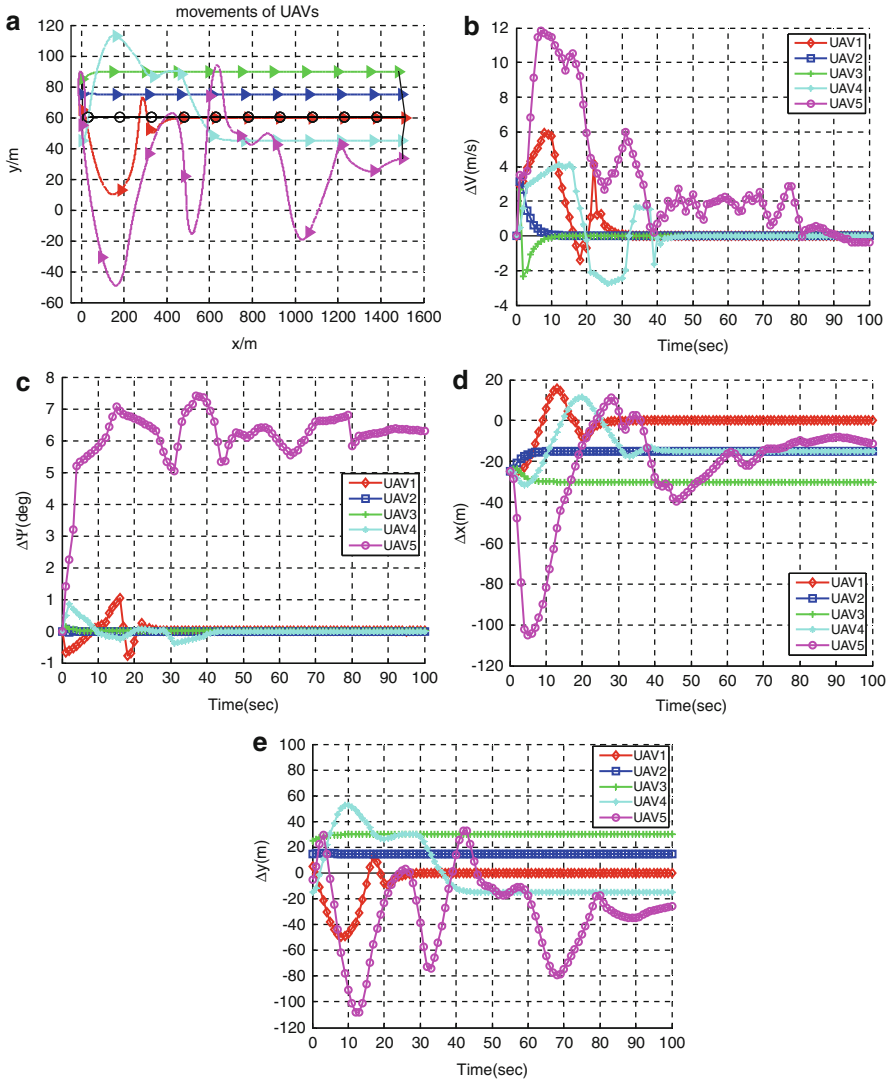 a
movements of UAVs
120
100
80
60
40
20
0
-20
-40
-60
y/m
0 200 400 600 800 1000 1200 1400 1600
x/m
b
12
10
8
6
4
2
0
-2
-4
ΔV(m/s)
UAV1
UAV2
UAV3
UAV4
UAV5
0 10 20 30 40 50 60 70 80 90 100
Time(sec)
c
8
7
6
5
4
3
2
1
0
-1
ΔΨ(deg)
UAV1
UAV2
UAV3
UAV4
UAV5
0 10 20 30 40 50 60 70 80 90 100
Time(sec)
d
20
0
-20
-40
-60
-80
-100
-120
Δx(m)
UAV1
UAV2
UAV3
UAV4
UAV5
0 10 20 30 40 50 60 70 80 90 100
Time(sec)
e
100
80
60
40
20
0
-20
-40
-60
-80
-100
-120
Δy(m)
UAV1
UAV2
UAV3
UAV4
UAV5
0 10 20 30 40 50 60 70 80 90 100
Time(sec)